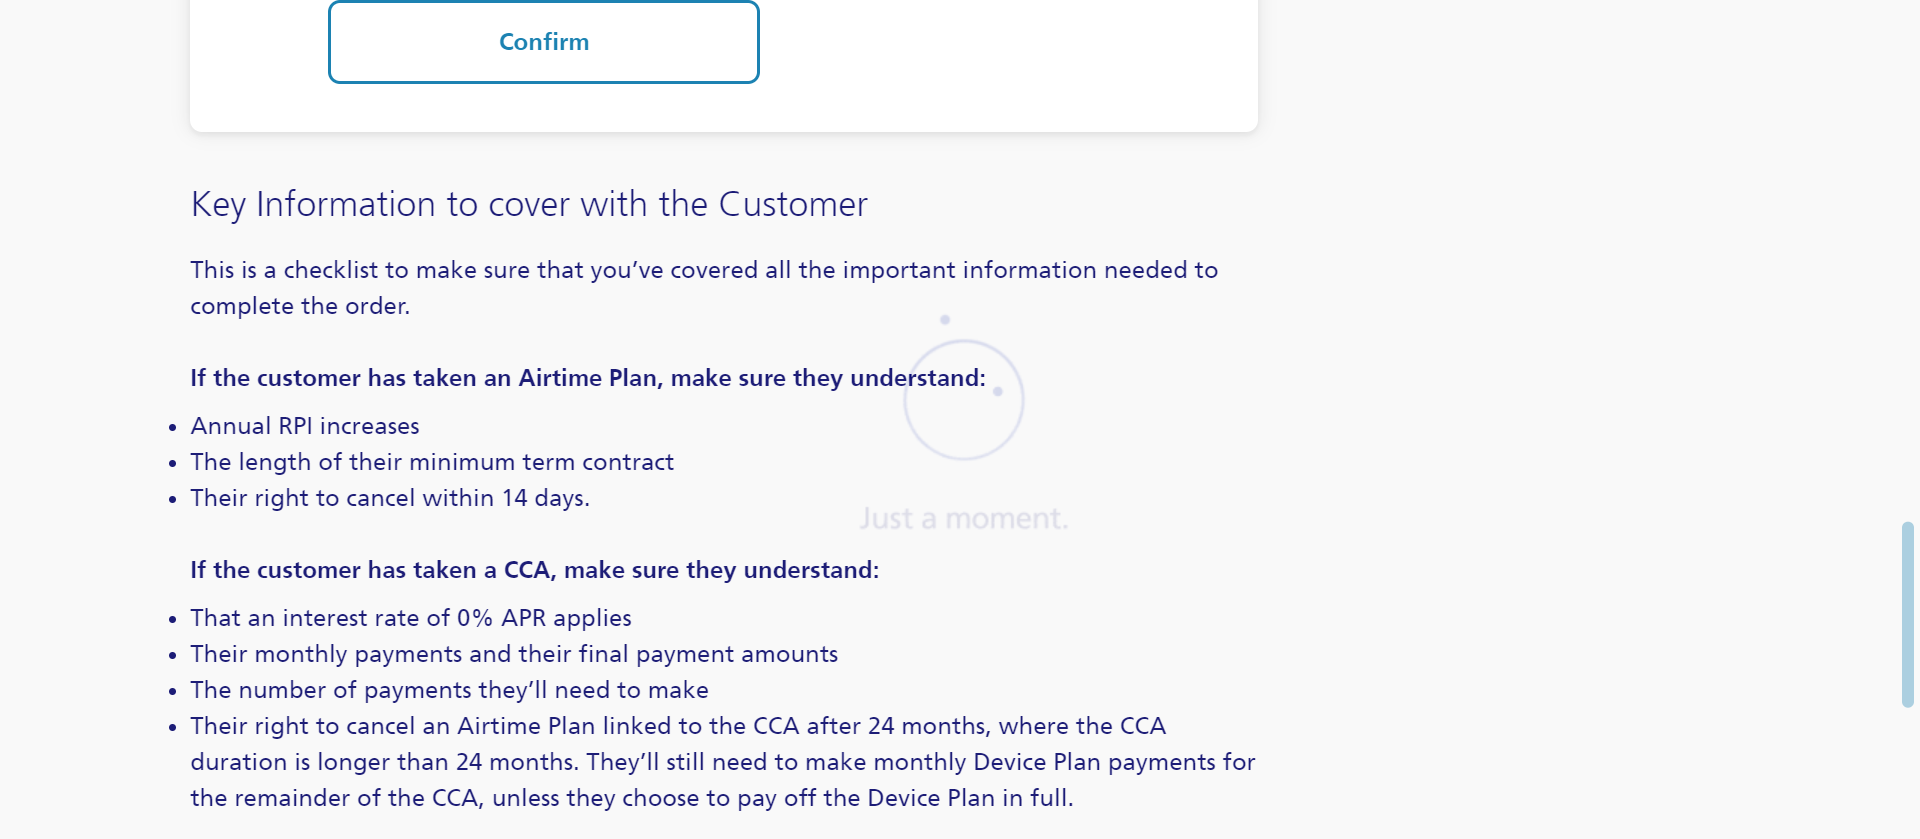 Confirm
Key Information to cover with the Customer
This is a checklist to make sure that you’ve covered all the important information needed to
complete the order.
If the customer has taken an Airtime Plan, make sure they understand:
• Annual RPI increases
• The length of their minimum term contract
• Their right to cancel within 14 days.
Just a moment.
If the customer has taken a CCA, make sure they understand:
• That an interest rate of 0% APR applies
• Their monthly payments and their final payment amounts
• The number of payments they’ll need to make
• Their right to cancel an Airtime Plan linked to the CCA after 24 months, where the CCA
duration is longer than 24 months. They’ll still need to make monthly Device Plan payments for
the remainder of the CCA, unless they choose to pay off the Device Plan in full.